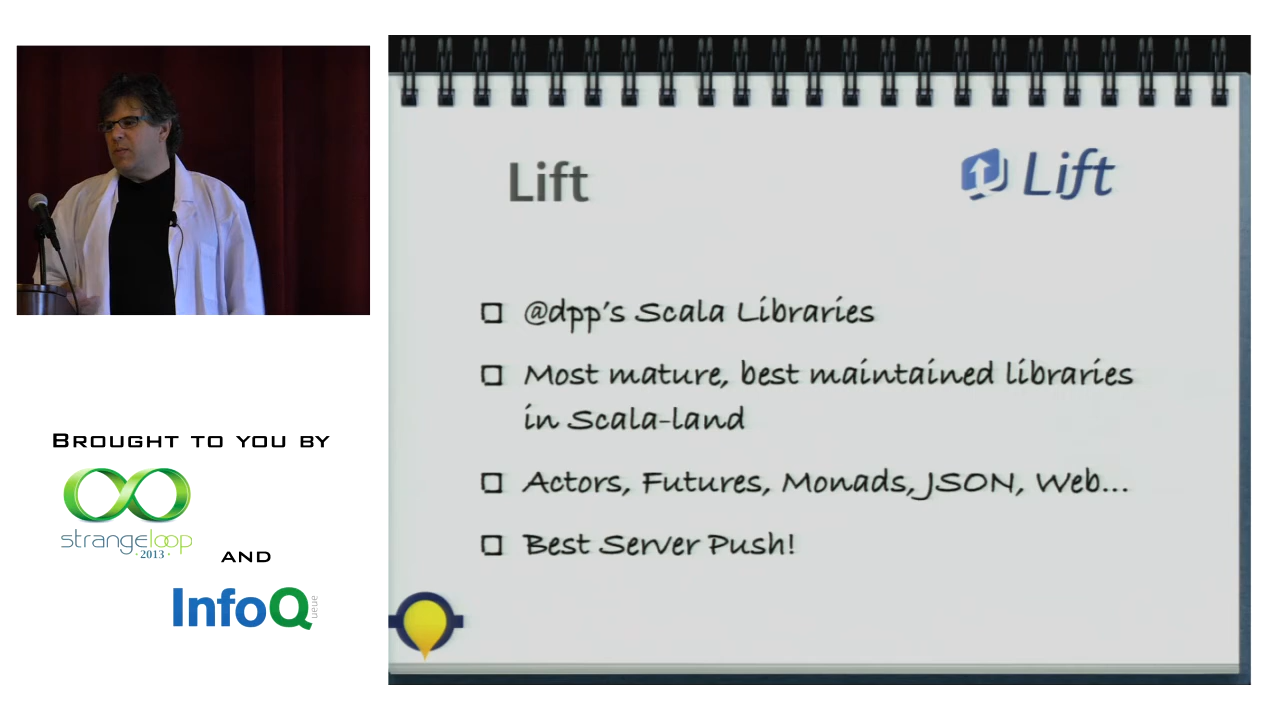 Lift
Lift
@dpp's Scala Libraries
Most mature, best maintained libraries
in Scala-land
Actors, Futures, Monads, JSON, Web...
Best Server Push!
Brought to you by
strangeloop
· 2013 ·
and
InfoQ